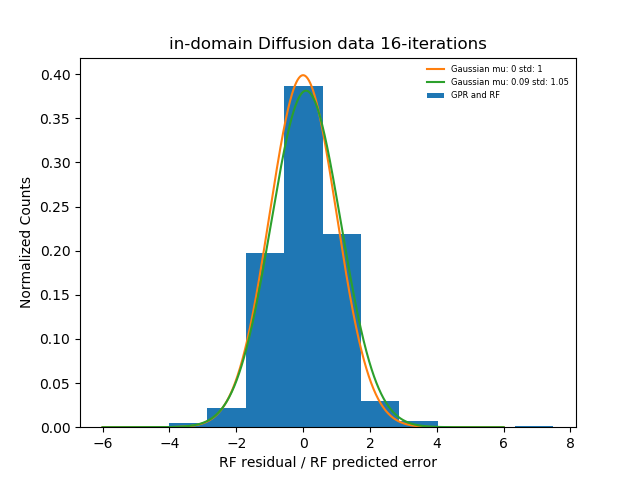 in-domain Diffusion data 16-iterations
Gaussian mu: 0 std: 1
Gaussian mu: 0.09 std: 1.05
GPR and RF
Normalized Counts
0.40
0.35
0.30
0.25
0.20
0.15
0.10
0.05
0.00
−6 −4 −2 0 2 4 6 8
RF residual / RF predicted error